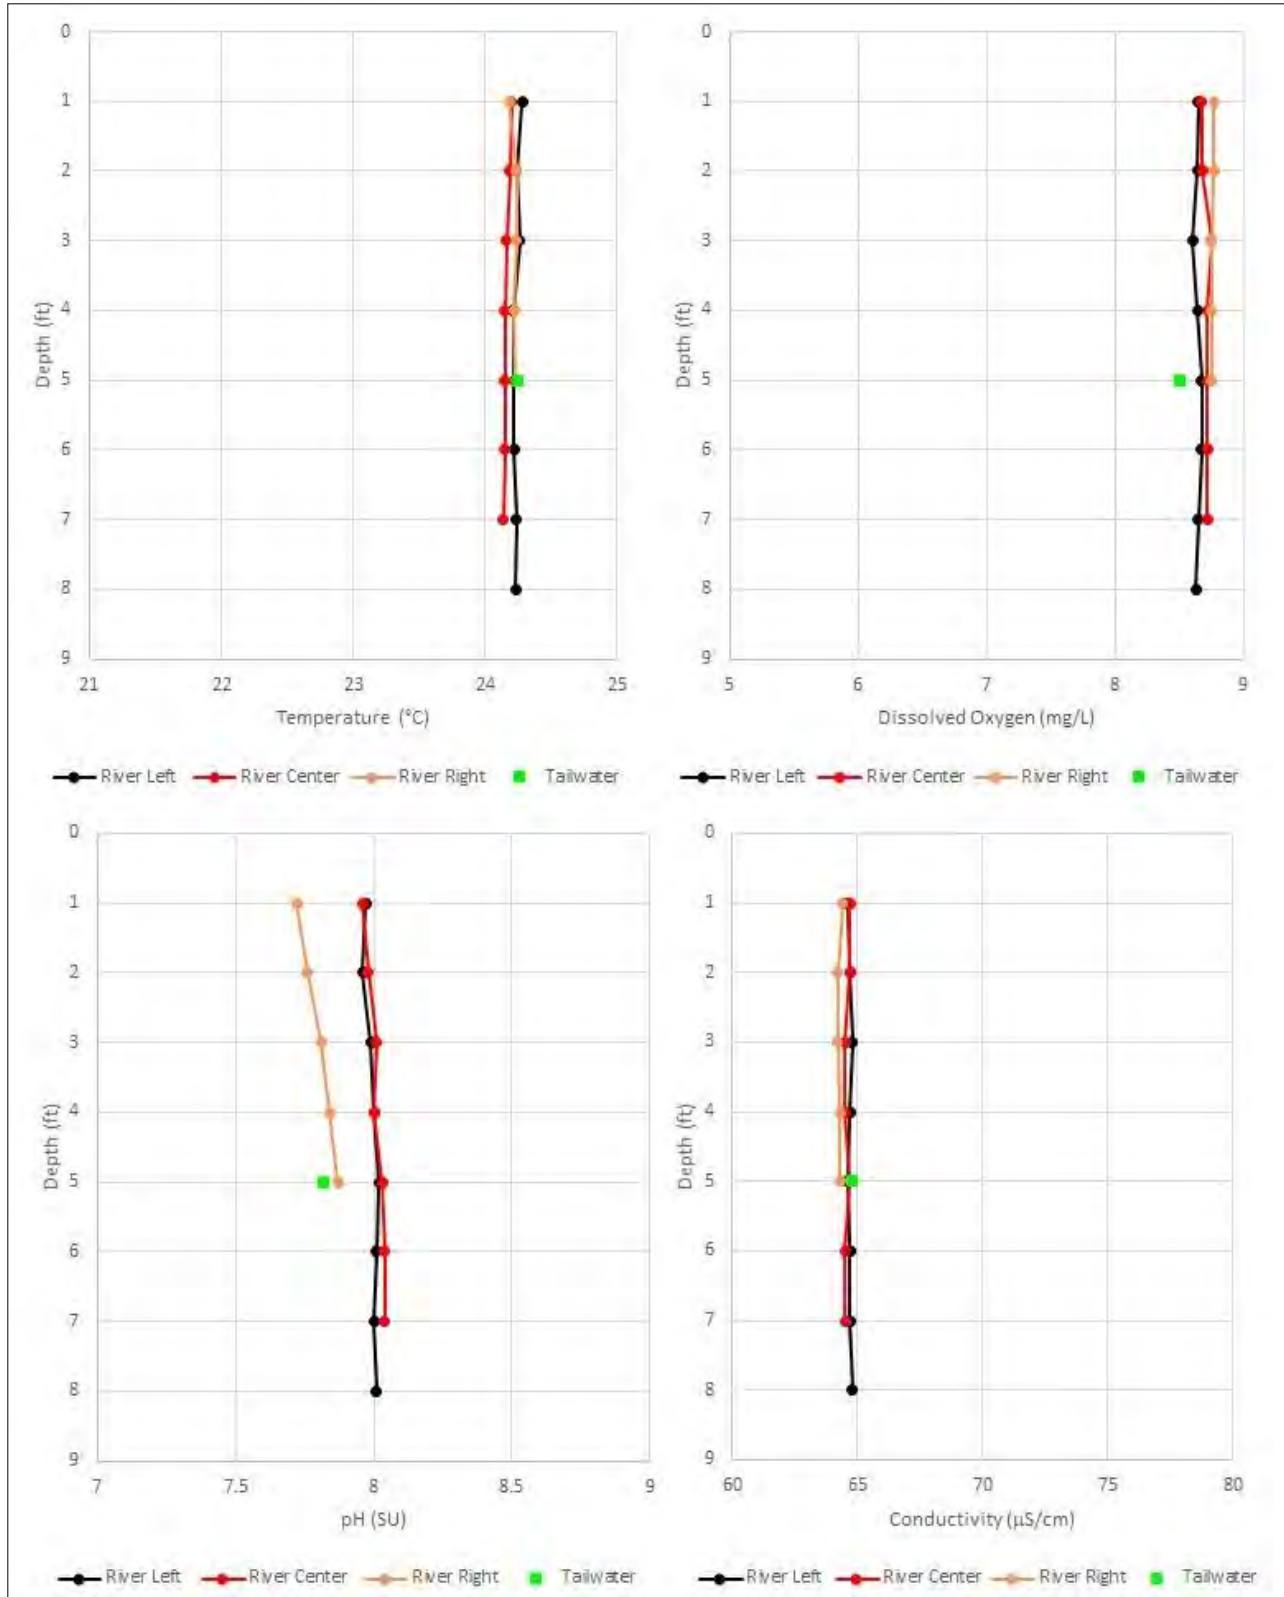 0
1
2
3
4
5
6
7
8
9
Depth (ft)
21 22 23 24 25
Temperature (°C)
River Left River Center River Right Tailwater
0
1
2
3
4
5
6
7
8
9
Depth (ft)
5 6 7 8 9
Dissolved Oxygen (mg/L)
River Left River Center River Right Tailwater
0
1
2
3
4
5
6
7
8
9
Depth (ft)
7 7.5 8 8.5 9
pH (SU)
River Left River Center River Right Tailwater
0
1
2
3
4
5
6
7
8
9
Depth (ft)
60 65 70 75 80
Conductivity (µS/cm)
River Left River Center River Right Tailwater